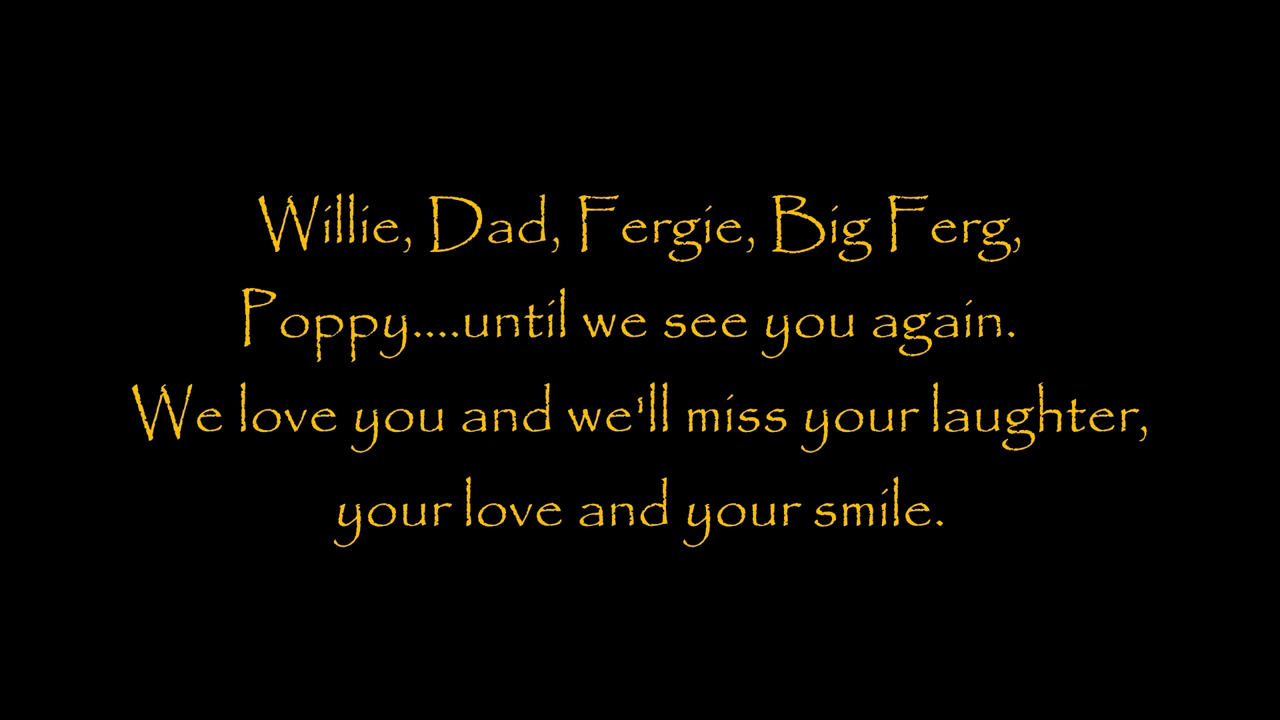 Willie, Dad, Fergie, Big Ferg,
Poppy....until we see you again.
We love you and we'll miss your laughter,
your love and your smile.